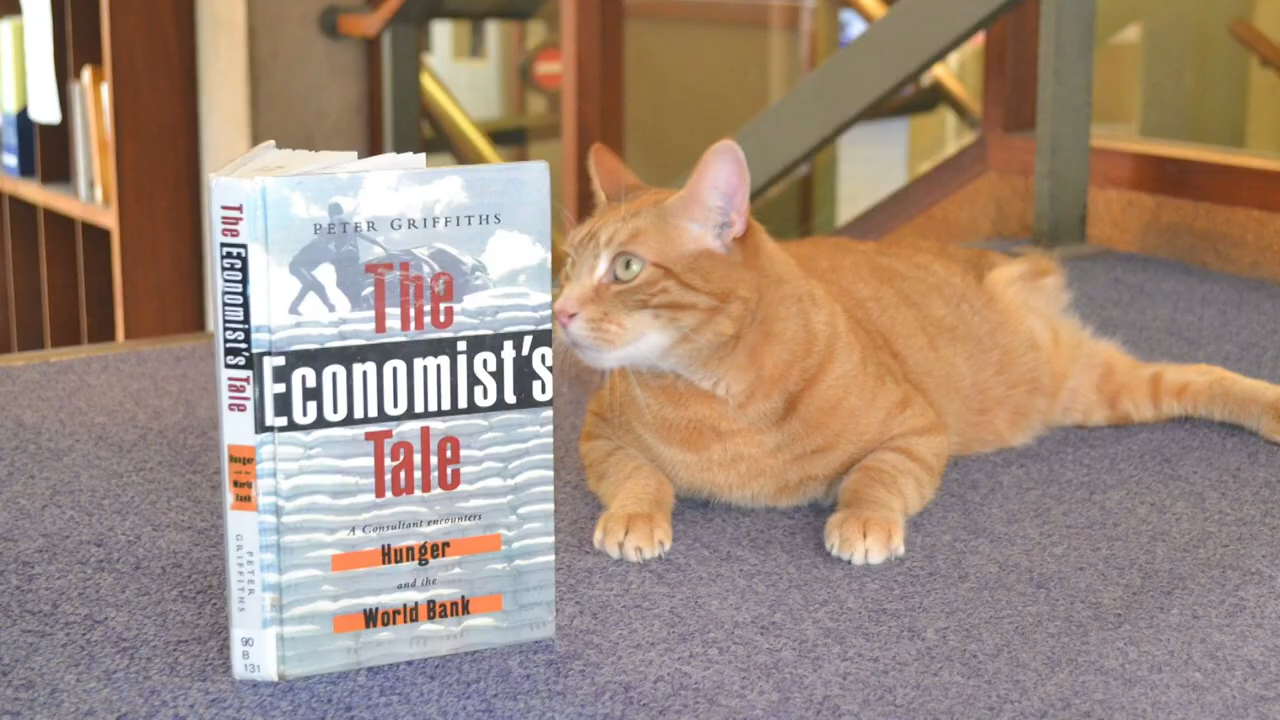 PETER GRIFFITHS
The
Economist's
Tale
A Consultant encounters
Hunger
and the
World Bank
The Economist's Tale
Hunger
and the
World
Bank
PETER
GRIFFITHS
90
B
131